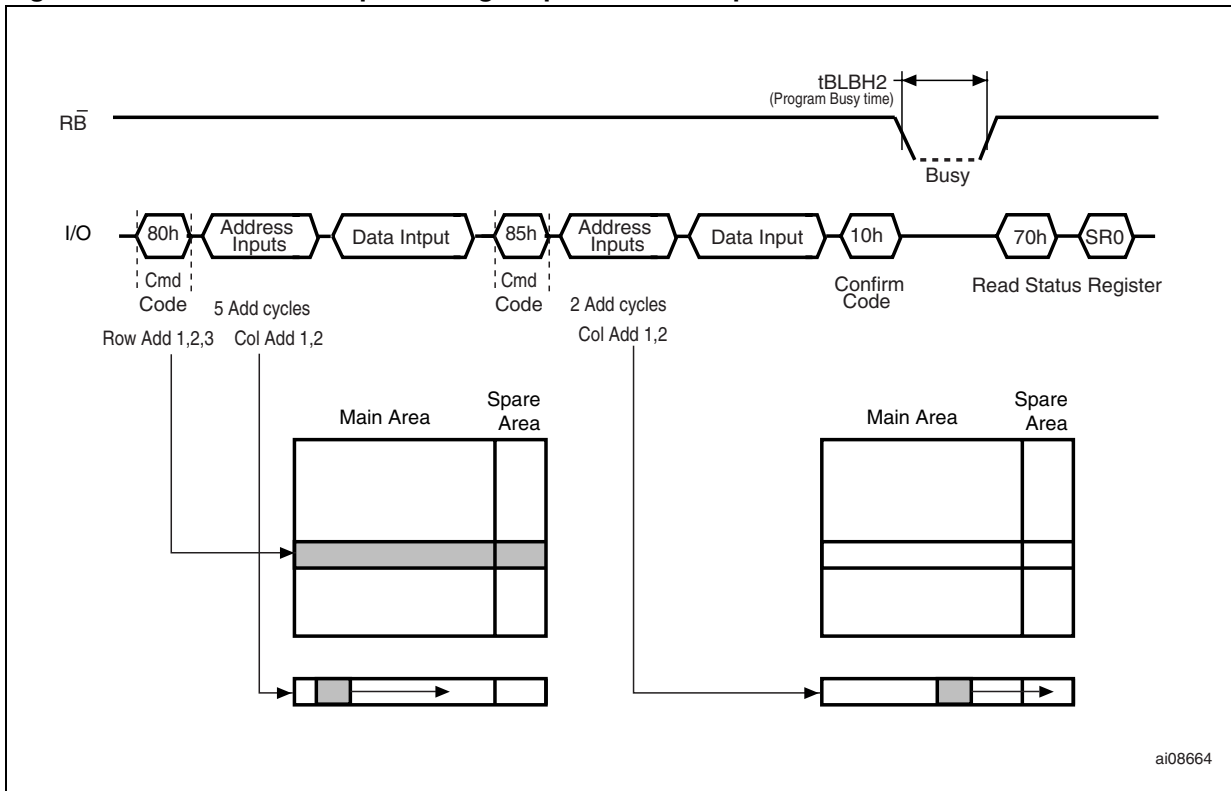 tBLBH2
(Program Busy time)
RB̅
Busy
I/O
80h
Address
Inputs
Data Intput
85h
Address
Inputs
Data Input
10h
70h
SR0
Cmd
Code
Cmd
Code
Confirm
Code
Read Status Register
5 Add cycles
2 Add cycles
Row Add 1,2,3
Col Add 1,2
Col Add 1,2
Main Area
Spare
Area
Main Area
Spare
Area
ai08664